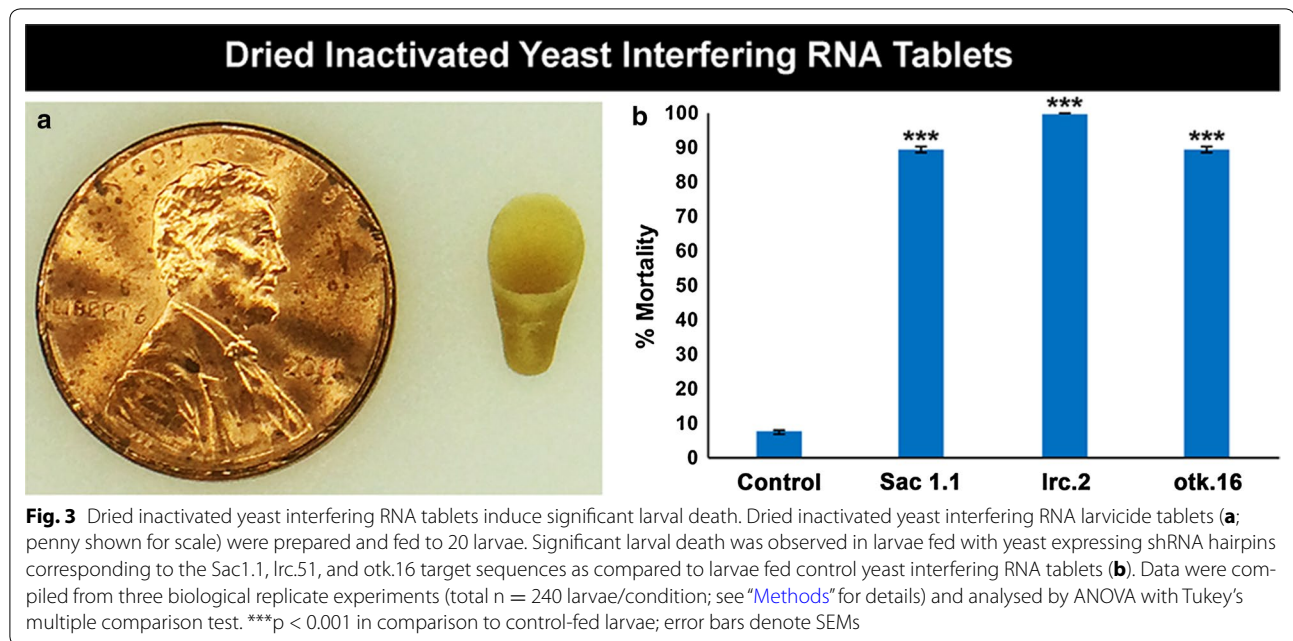 Dried Inactivated Yeast Interfering RNA Tablets
a
GOD WE
LIBERTY
b
% Mortality
100
90
80
70
60
50
40
30
20
10
0
***
***
***
Control Sac 1.1 lrc.2 otk.16
Fig. 3 Dried inactivated yeast interfering RNA tablets induce significant larval death. Dried inactivated yeast interfering RNA larvicide tablets (a;
penny shown for scale) were prepared and fed to 20 larvae. Significant larval death was observed in larvae fed with yeast expressing shRNA hairpins
corresponding to the Sac1.1, lrc.51, and otk.16 target sequences as compared to larvae fed control yeast interfering RNA tablets (b). Data were com-
piled from three biological replicate experiments (total n = 240 larvae/condition; see “Methods” for details) and analysed by ANOVA with Tukey’s
multiple comparison test. ***p < 0.001 in comparison to control-fed larvae; error bars denote SEMs